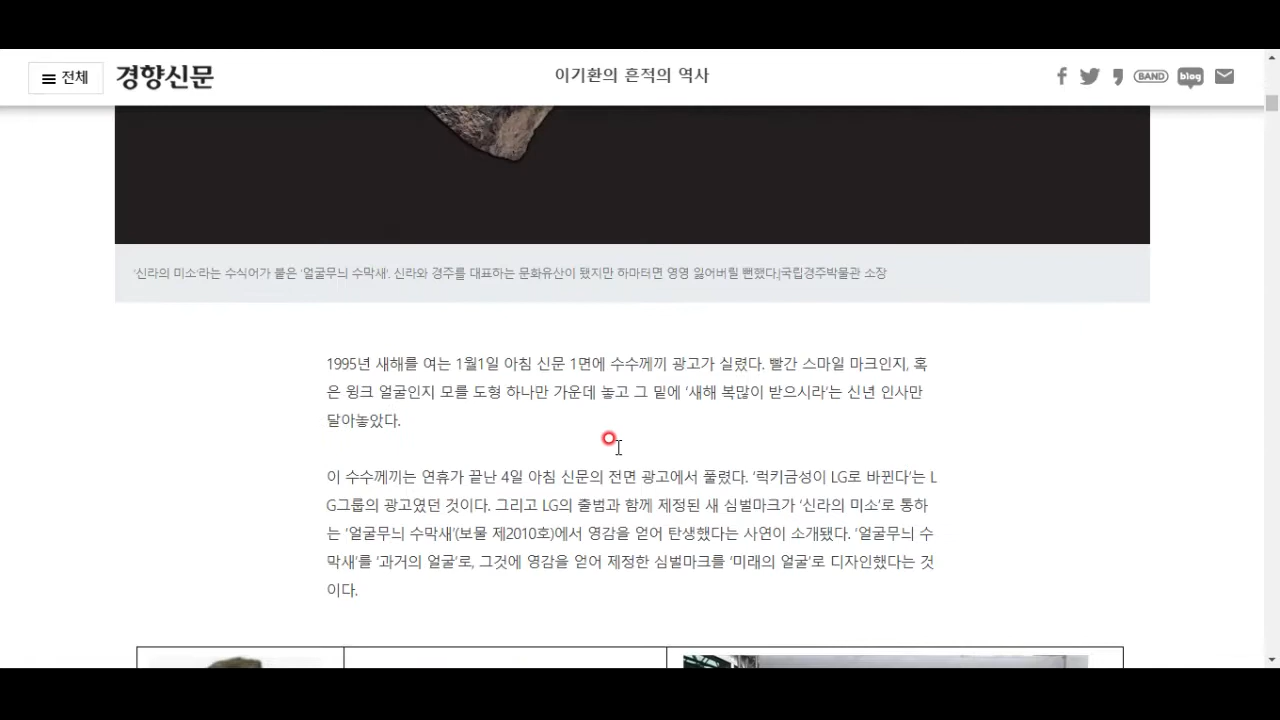 전체
경향신문
이기환의 흔적의 역사
BAND
blog
'신라의 미소'라는 수식어가 붙은 '얼굴무늬 수막새'. 신라와 경주를 대표하는 문화유산이 됐지만 하마터면 영영 잃어버릴 뻔했다.|국립경주박물관 소장
1995년 새해를 여는 1월1일 아침 신문 1면에 수수께끼 광고가 실렸다. 빨간 스마일 마크인지, 혹
은 윙크 얼굴인지 모를 도형 하나만 가운데 놓고 그 밑에 '새해 복많이 받으시라'는 신년 인사만
달아놓았다.
이 수수께끼는 연휴가 끝난 4일 아침 신문의 전면 광고에서 풀렸다. '럭키금성이 LG로 바뀐다'는 L
G그룹의 광고였던 것이다. 그리고 LG의 출범과 함께 제정된 새 심벌마크가 '신라의 미소'로 통하
는 '얼굴무늬 수막새'(보물 제2010호)에서 영감을 얻어 탄생했다는 사연이 소개됐다. '얼굴무늬 수
막새'를 '과거의 얼굴'로, 그것에 영감을 얻어 제정한 심벌마크를 '미래의 얼굴'로 디자인했다는 것
이다.